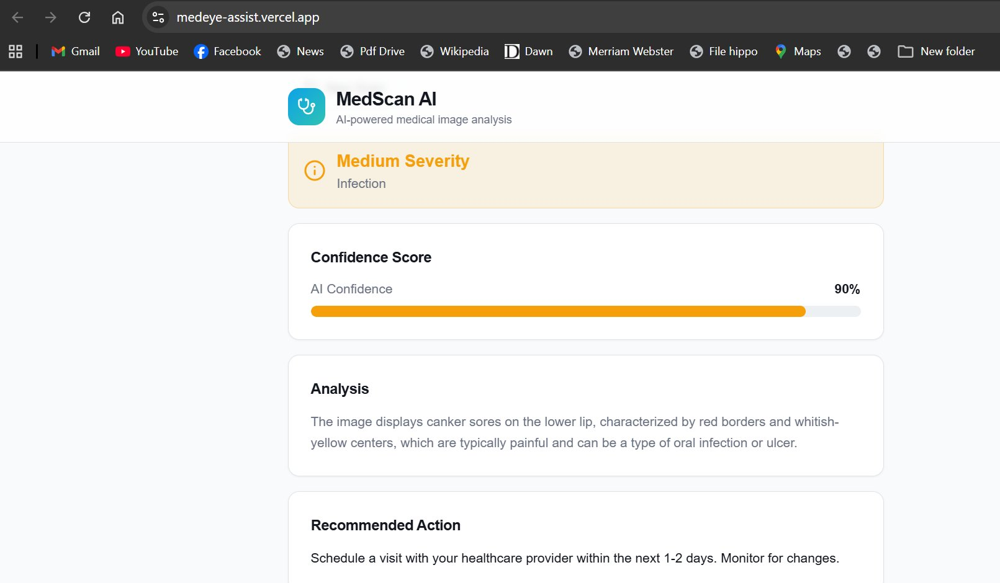 medeye-assist.vercel.app
Gmail YouTube Facebook News Pdf Drive Wikipedia Dawn Merriam Webster File hippo Maps New folder
MedScan AI
AI-powered medical image analysis
Medium Severity
Infection
Confidence Score
AI Confidence 90%
Analysis
The image displays canker sores on the lower lip, characterized by red borders and whitish-
yellow centers, which are typically painful and can be a type of oral infection or ulcer.
Recommended Action
Schedule a visit with your healthcare provider within the next 1-2 days. Monitor for changes.